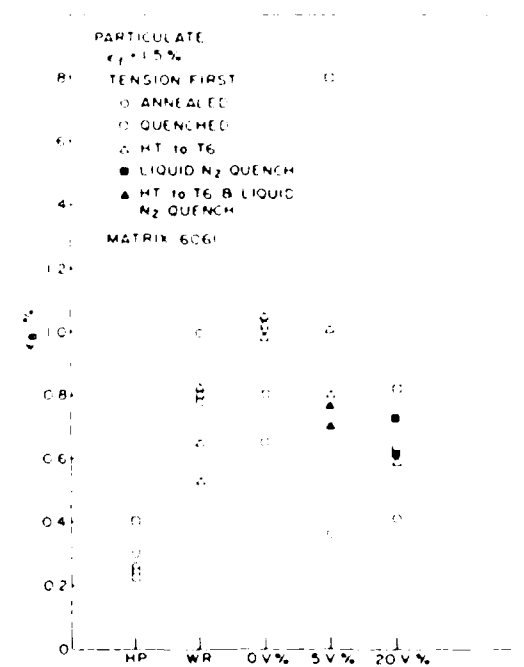 PARTICULATE
TENSION FIRST
○ ANNEALED
□ QUENCHED
△ HT to T6
■ LIQUID N₂ QUENCH
▲ HT to T6 & LIQUID
N₂ QUENCH
MATRIX 6061
8
6
4
1.2
1.0
0.8
0.6
0.4
0.2
0
HP WR 0 V% 5 V% 20 V%